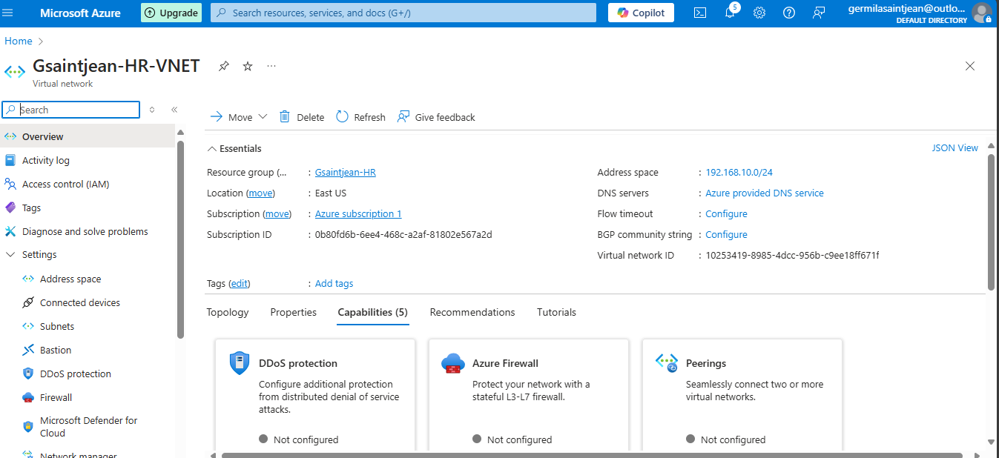 Microsoft Azure
Upgrade
Search resources, services, and docs (G+/)
Copilot
5
germilasaintjean@outlo...
DEFAULT DIRECTORY
Home
Gsaintjean-HR-VNET
Virtual network
Search
Move
Delete
Refresh
Give feedback
Overview
Activity log
Access control (IAM)
Tags
Diagnose and solve problems
Settings
Address space
Connected devices
Subnets
Bastion
DDoS protection
Firewall
Microsoft Defender for
Cloud
Network manager
Essentials
JSON View
Resource group (... : Gsaintjean-HR
Location (move) : East US
Subscription (move) : Azure subscription 1
Subscription ID : 0b80fd6b-6ee4-468c-a2af-81802e567a2d
Address space : 192.168.10.0/24
DNS servers : Azure provided DNS service
Flow timeout : Configure
BGP community string : Configure
Virtual network ID : 10253419-8985-4dcc-956b-c9ee18ff671f
Tags (edit) : Add tags
Topology Properties Capabilities (5) Recommendations Tutorials
DDoS protection
Configure additional protection
from distributed denial of service
attacks.
Not configured
Azure Firewall
Protect your network with a
stateful L3-L7 firewall.
Not configured
Peerings
Seamlessly connect two or more
virtual networks.
Not configured